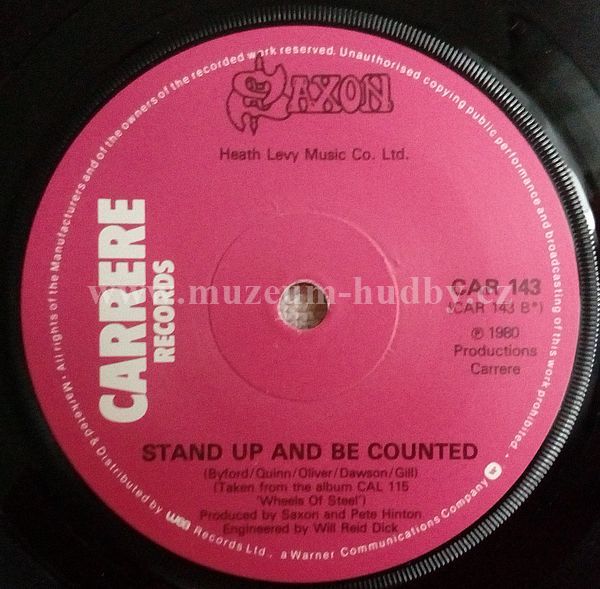 SAXON
Heath Levy Music Co. Ltd.
CARRERE
RECORDS
www.muzeum-hudby.cz
CAR 143
(CAR 143 B*)
℗ 1980
Productions
Carrere
STAND UP AND BE COUNTED
(Byford/Quinn/Oliver/Dawson/Gill)
(Taken from the album CAL 115
"Wheels Of Steel")
Produced by Saxon and Pete Hinton.
Engineered by Will Reid Dick
Marketed & Distributed by wea Records Ltd. a Warner Communications Company W • All rights of the Manufacturers and of the owners of the recorded work reserved. Unauthorised copying public performance and broadcasting of this work prohibited.